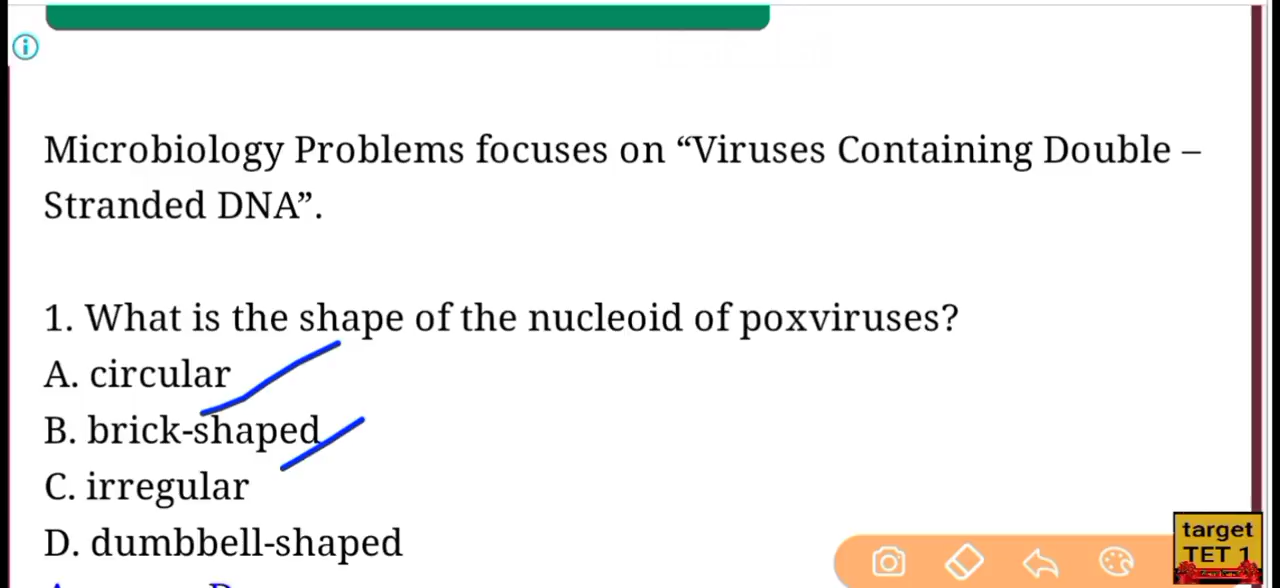 Microbiology Problems focuses on “Viruses Containing Double –
Stranded DNA”.
1. What is the shape of the nucleoid of poxviruses?
A. circular
B. brick-shaped
C. irregular
D. dumbbell-shaped
target
TET 1